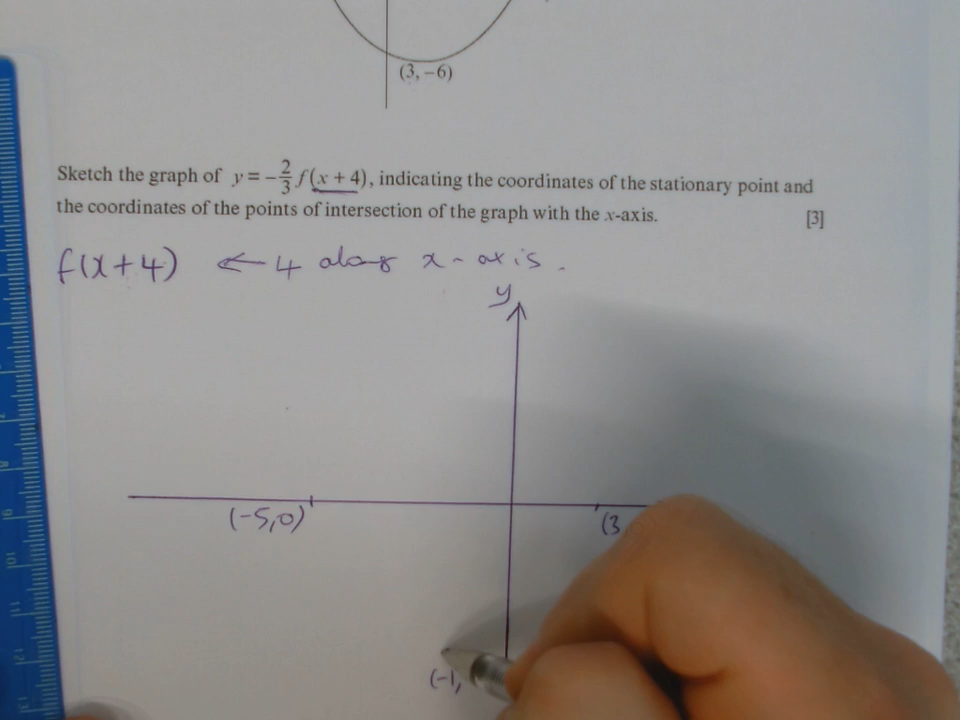 (3, −6)
Sketch the graph of y = −2/3 f(x + 4), indicating the coordinates of the stationary point and
the coordinates of the points of intersection of the graph with the x-axis. [3]
f(x+4) ← 4 along x-axis.
y
(-5,0) (3
(-1,